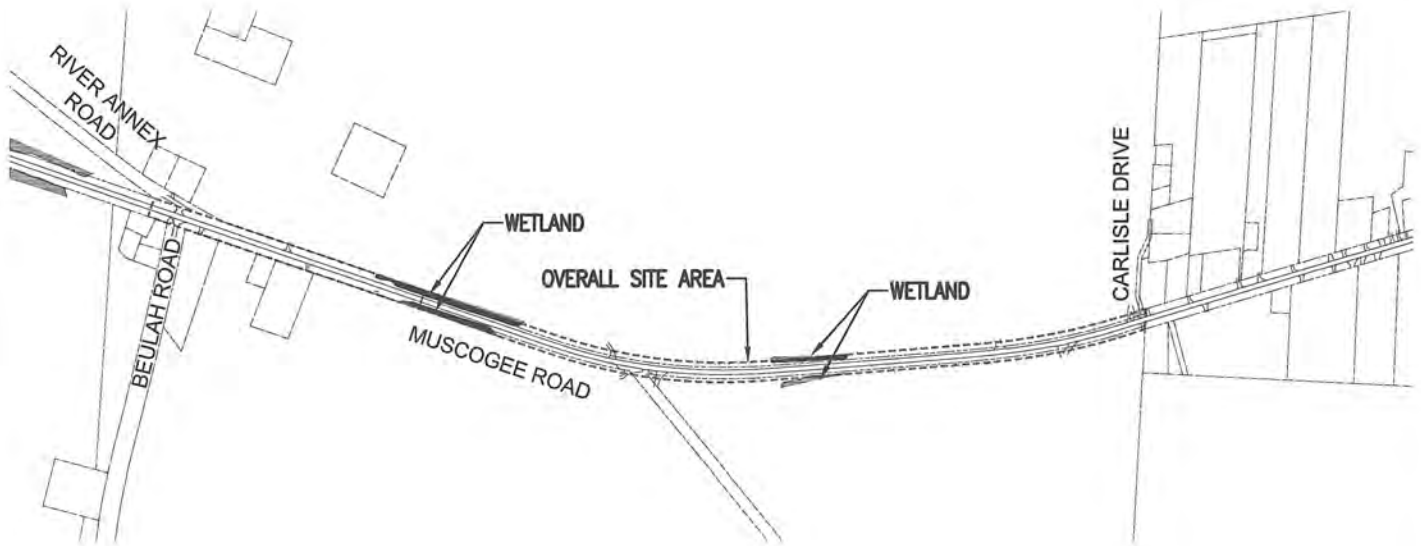 RIVER ANNEX
ROAD
WETLAND
OVERALL SITE AREA
WETLAND
CARLISLE DRIVE
BEULAH ROAD
MUSCOGEE ROAD